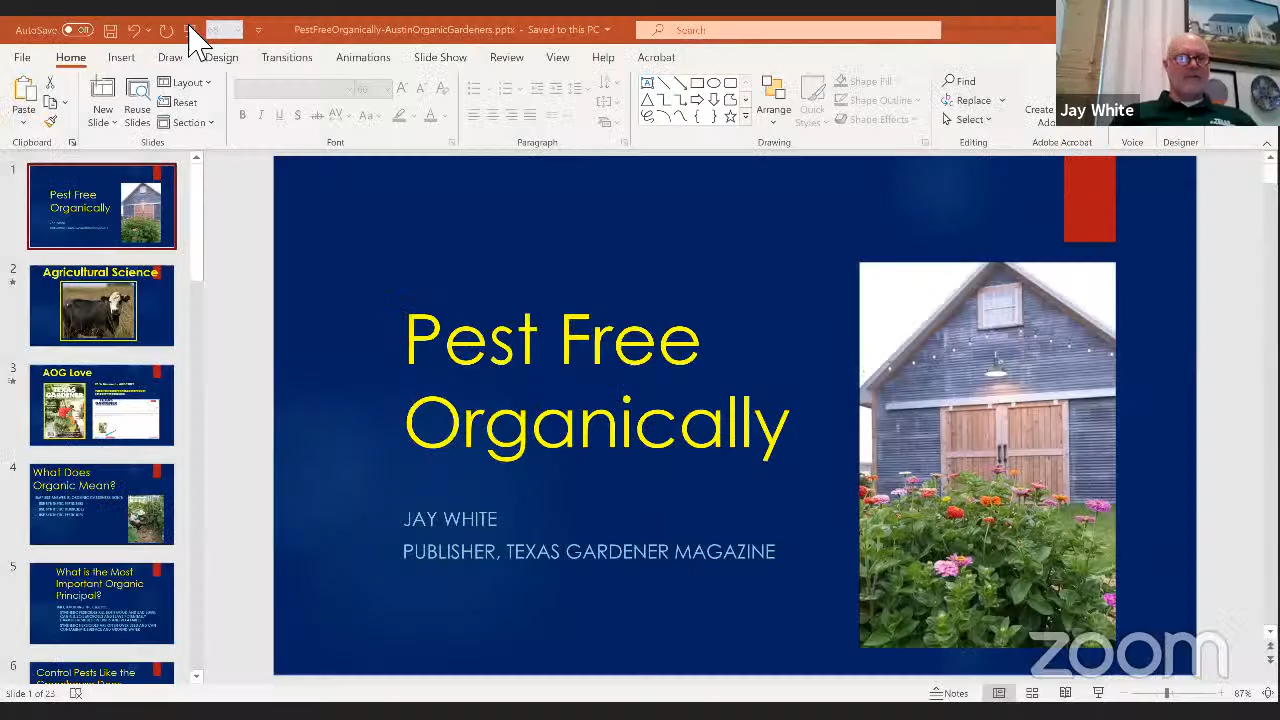 AutoSave Off
PestFreeOrganically-AustinOrganicGardeners.pptx - Saved to this PC
Search
File Home Insert Draw Design Transitions Animations Slide Show Review View Help Acrobat
Paste
New Slide
Reuse Slides
Layout
Reset
Section
Arrange
Quick Styles
Shape Fill
Shape Outline
Shape Effects
Find
Replace
Select
Clipboard Slides Font Paragraph Drawing Editing Adobe Acrobat Voice Designer
Jay White
1
Pest Free
Organically
2
Agricultural Science
3
AOG Love
4
What Does
Organic Mean?
5
What is the Most
Important Organic
Principal?
6
Control Pests Like the
Pest Free
Organically
JAY WHITE
PUBLISHER, TEXAS GARDENER MAGAZINE
zoom
Slide 1 of 23
Notes
87%